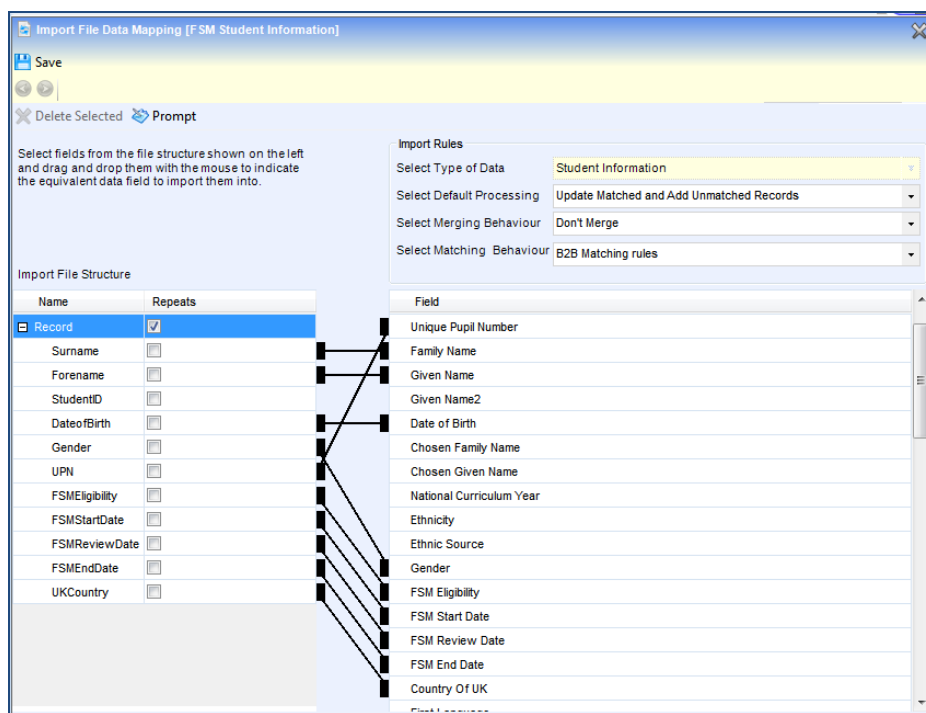 Import File Data Mapping [FSM Student Information]
Save
Delete Selected Prompt
Select fields from the file structure shown on the left
and drag and drop them with the mouse to indicate
the equivalent data field to import them into.
Import Rules
Select Type of Data Student Information
Select Default Processing Update Matched and Add Unmatched Records
Select Merging Behaviour Don't Merge
Select Matching Behaviour B2B Matching rules
Import File Structure
Name Repeats
Record
Surname
Forename
StudentID
DateofBirth
Gender
UPN
FSMEligibility
FSMStartDate
FSMReviewDate
FSMEndDate
UKCountry
Field
Unique Pupil Number
Family Name
Given Name
Given Name2
Date of Birth
Chosen Family Name
Chosen Given Name
National Curriculum Year
Ethnicity
Ethnic Source
Gender
FSM Eligibility
FSM Start Date
FSM Review Date
FSM End Date
Country Of UK
First Language